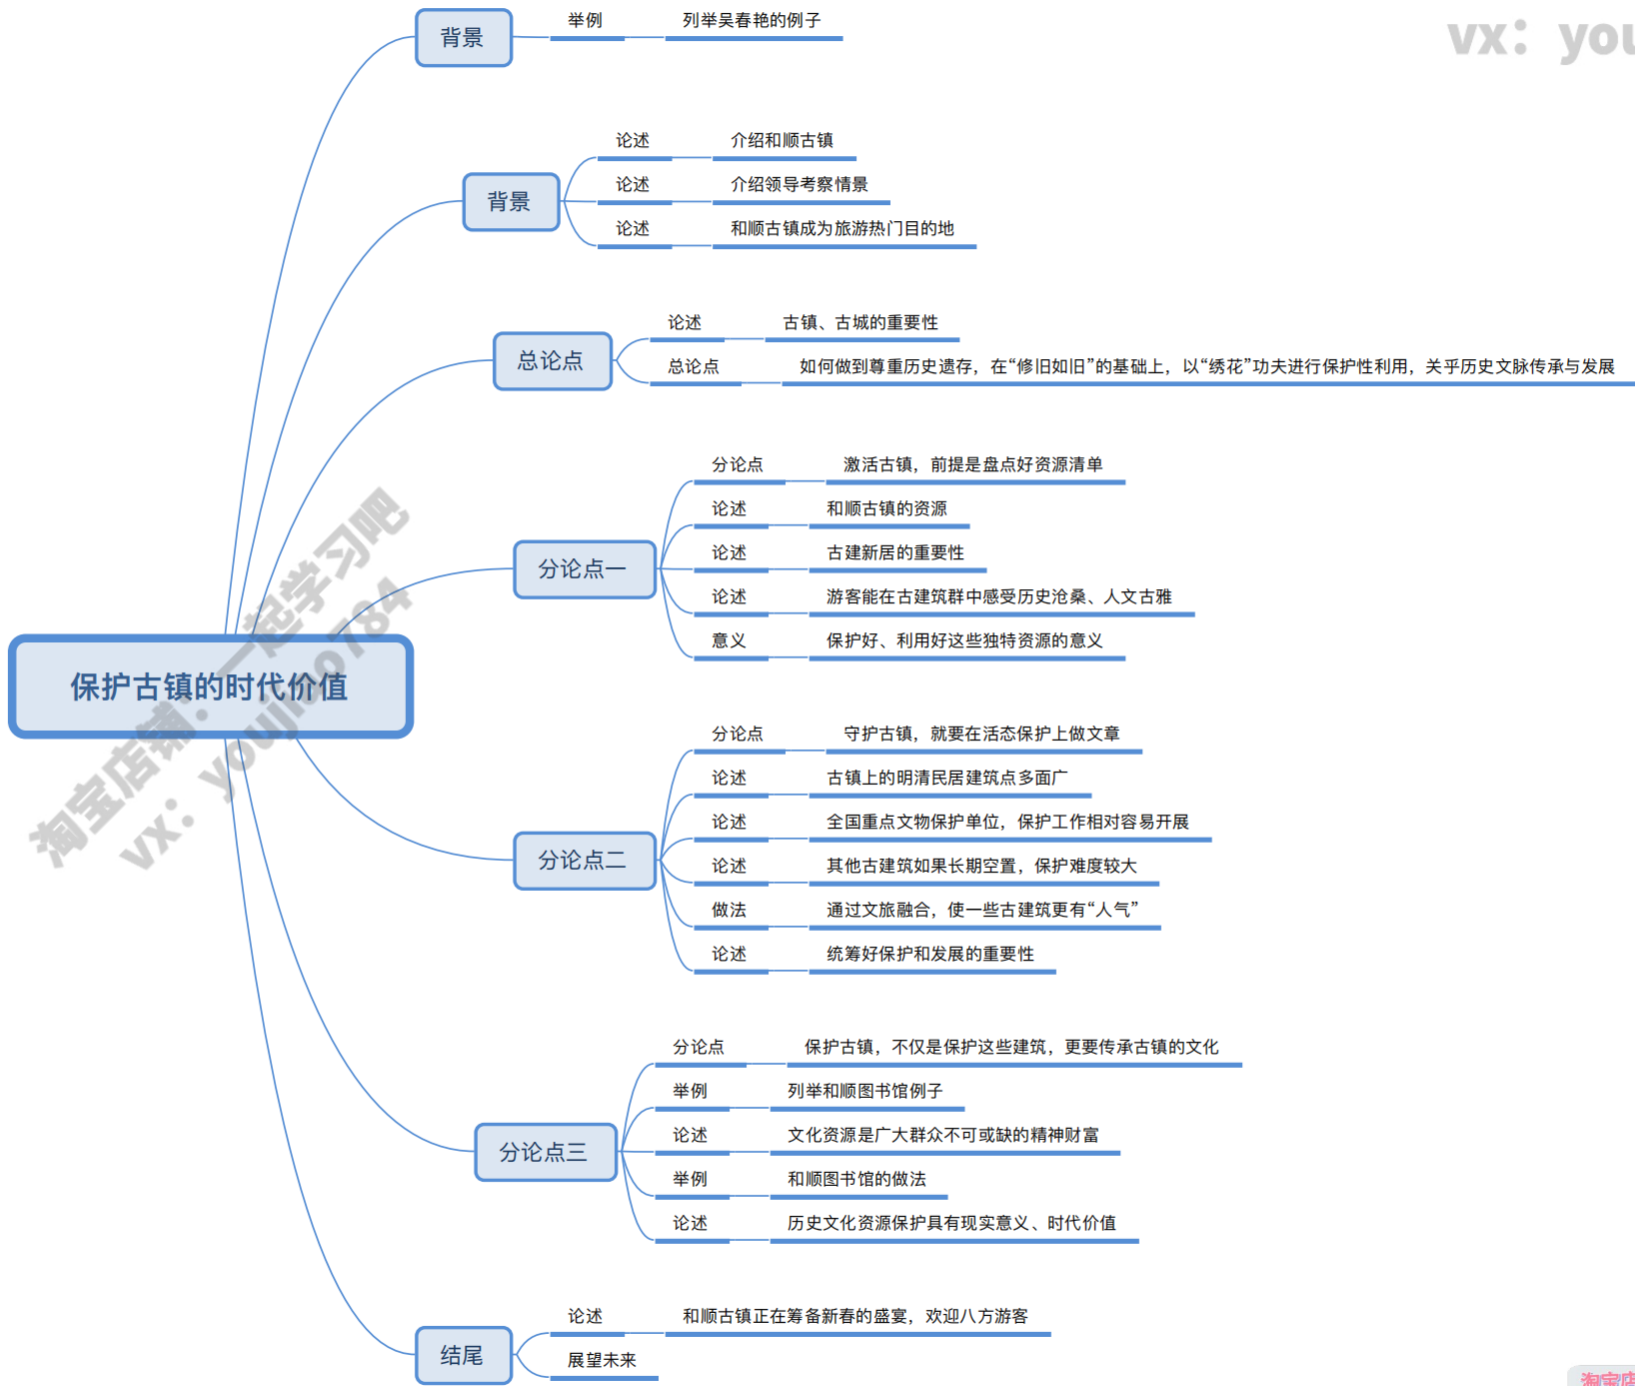 背景
举例 列举吴春艳的例子
vx：you
背景
论述 介绍和顺古镇
论述 介绍领导考察情景
论述 和顺古镇成为旅游热门目的地
总论点
论述 古镇、古城的重要性
总论点 如何做到尊重历史遗存，在“修旧如旧”的基础上，以“绣花”功夫进行保护性利用，关乎历史文脉传承与发展
分论点一
分论点 激活古镇，前提是盘点好资源清单
论述 和顺古镇的资源
论述 古建新居的重要性
论述 游客能在古建筑群中感受历史沧桑、人文古雅
意义 保护好、利用好这些独特资源的意义
保护古镇的时代价值
淘宝店铺：一起学习吧
vx：youjiao784
分论点二
分论点 守护古镇，就要在活态保护上做文章
论述 古镇上的明清民居建筑点多面广
论述 全国重点文物保护单位，保护工作相对容易开展
论述 其他古建筑如果长期空置，保护难度较大
做法 通过文旅融合，使一些古建筑更有“人气”
论述 统筹好保护和发展的重要性
分论点三
分论点 保护古镇，不仅是保护这些建筑，更要传承古镇的文化
举例 列举和顺图书馆例子
论述 文化资源是广大群众不可或缺的精神财富
举例 和顺图书馆的做法
论述 历史文化资源保护具有现实意义、时代价值
结尾
论述 和顺古镇正在筹备新春的盛宴，欢迎八方游客
展望未来
淘宝店